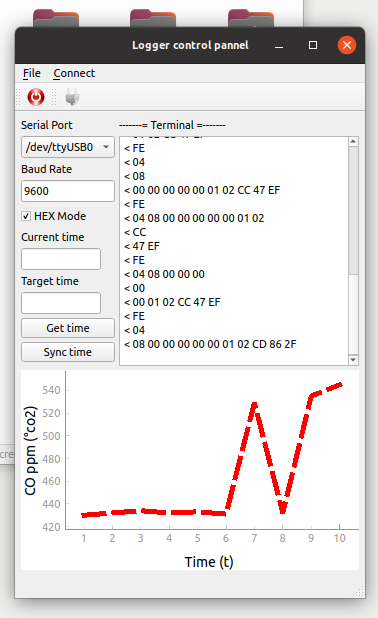 Logger control pannel
File Connect
Serial Port
/dev/ttyUSB0
Baud Rate
9600
HEX Mode
Current time
Target time
Get time
Sync time
-------= Terminal =-------
< FE
< 04
< 08
< 00 00 00 00 00 01 02 CC 47 EF
< FE
< 04 08 00 00 00 00 00 01 02
< CC
< 47 EF
< FE
< 04 08 00 00 00
< 00
< 00 01 02 CC 47 EF
< FE
< 04
< 08 00 00 00 00 00 01 02 CD 86 2F
CO ppm (°co2)
540
520
500
480
460
440
420
1 2 3 4 5 6 7 8 9 10
Time (t)